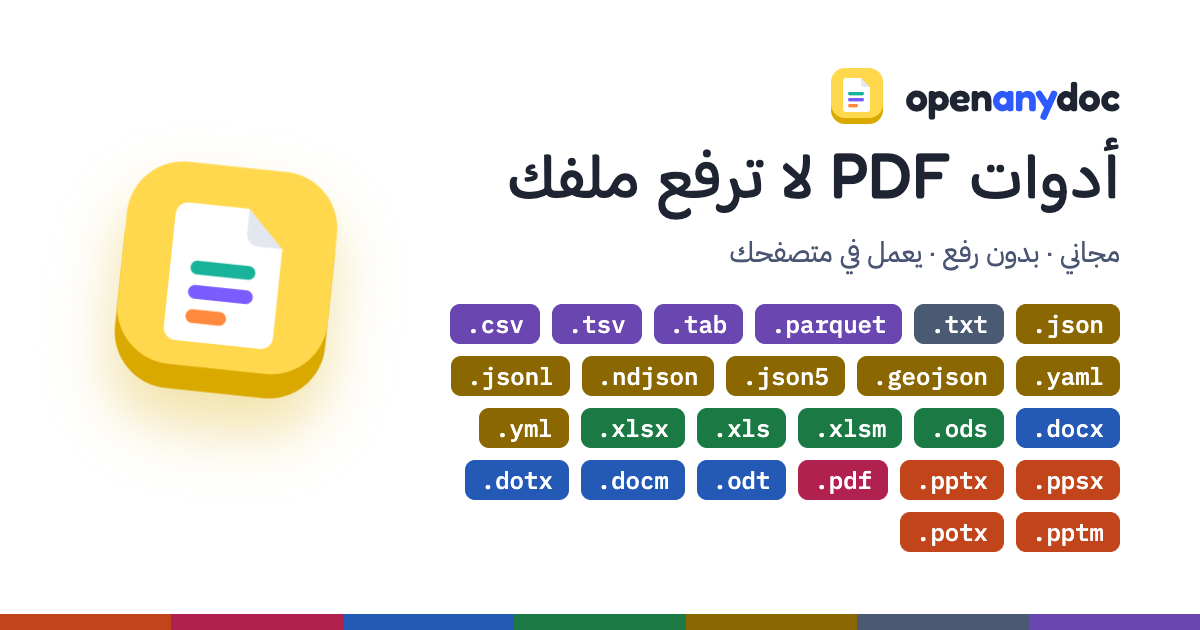 openanydoc
أدوات PDF لا ترفع ملفك
مجاني · بدون رفع · يعمل في متصفحك
.json .txt .parquet .tab .tsv .csv
.yaml .geojson .json5 .ndjson .jsonl
.docx .ods .xlsm .xls .xlsx .yml
.ppsx .pptx .pdf .odt .docm .dotx
.pptm .potx